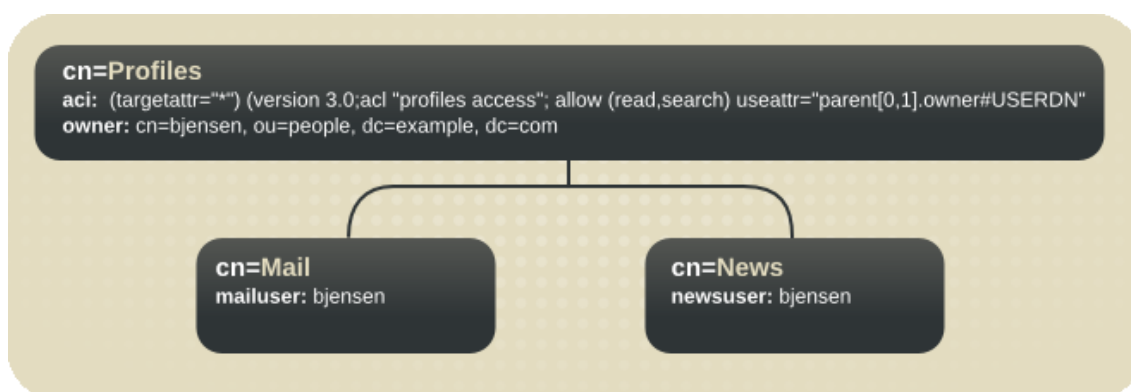 cn=Profiles
aci: (targetattr="*") (version 3.0;acl "profiles access"; allow (read,search) useattr="parent[0,1].owner#USERDN"
owner: cn=bjensen, ou=people, dc=example, dc=com
cn=Mail
mailuser: bjensen
cn=News
newsuser: bjensen